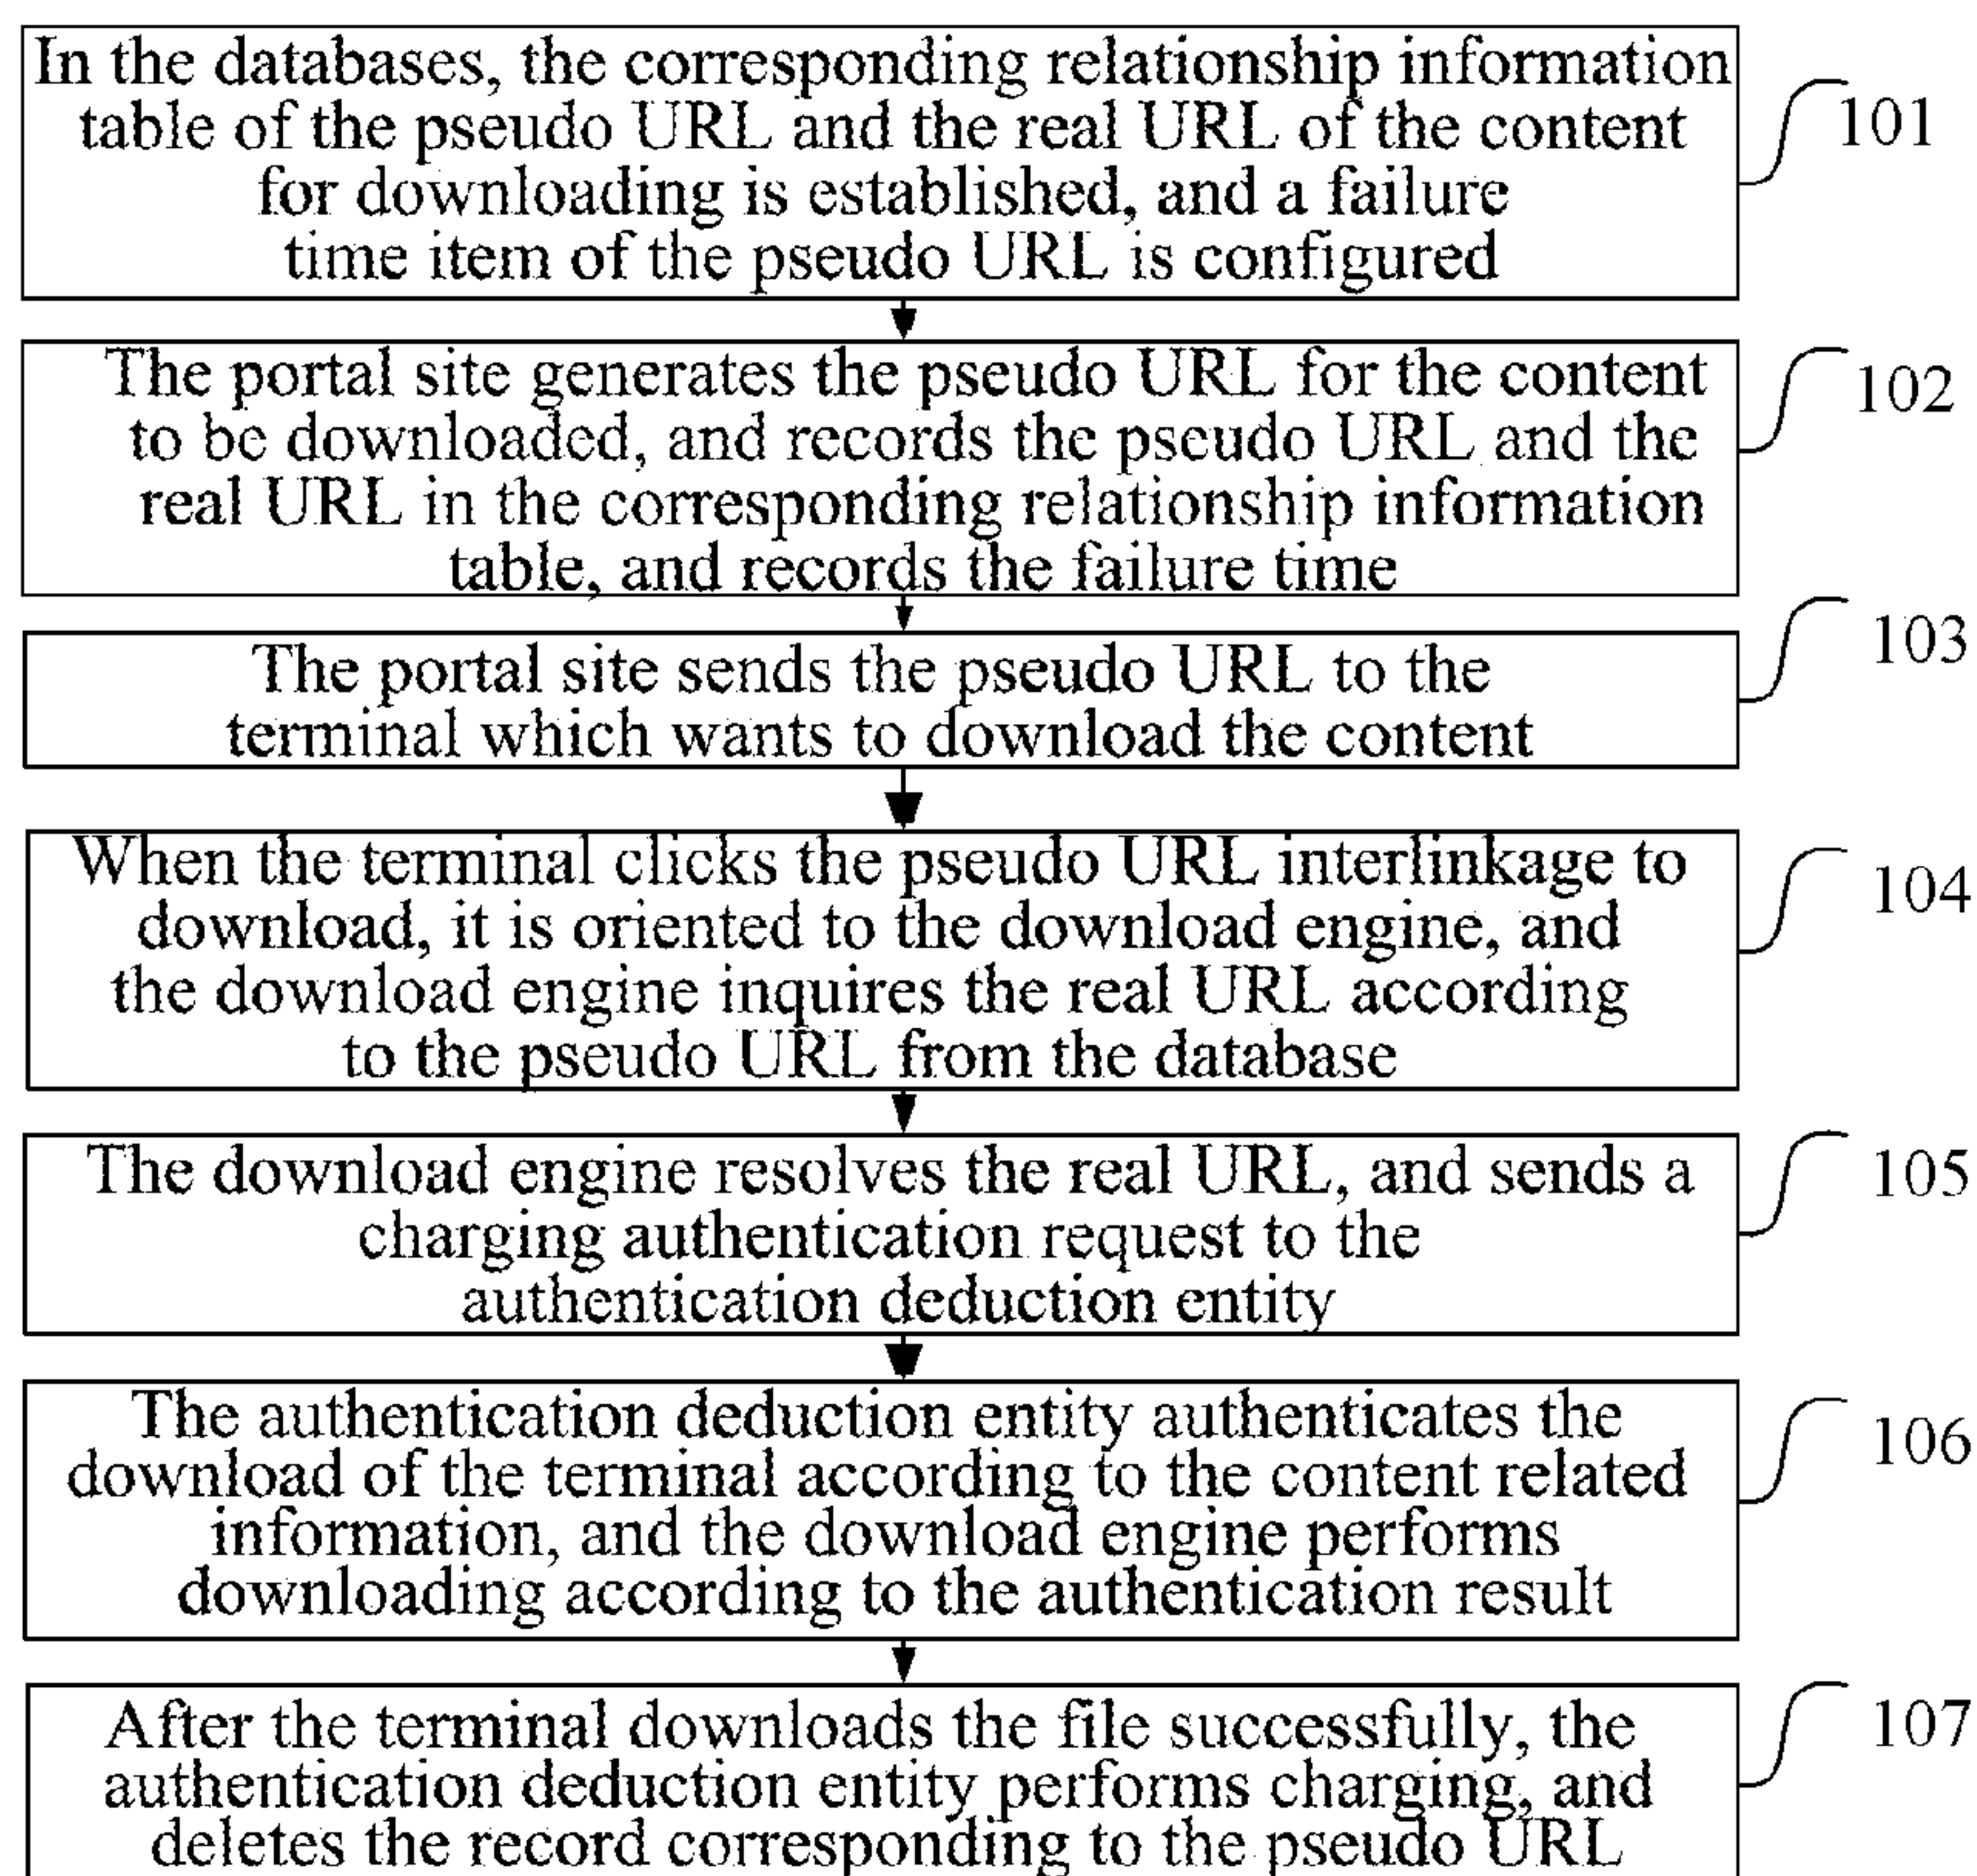 In the databases, the corresponding relationship information
table of the pseudo URL and the real URL of the content
for downloading is established, and a failure
time item of the pseudo URL is configured
101
The portal site generates the pseudo URL for the content
to be downloaded, and records the pseudo URL and the
real URL in the corresponding relationship information
table, and records the failure time
102
The portal site sends the pseudo URL to the
terminal which wants to download the content
103
When the terminal clicks the pseudo URL interlinkage to
download, it is oriented to the download engine, and
the download engine inquires the real URL according
to the pseudo URL from the database
104
The download engine resolves the real URL, and sends a
charging authentication request to the
authentication deduction entity
105
The authentication deduction entity authenticates the
download of the terminal according to the content related
information, and the download engine performs
downloading according to the authentication result
106
After the terminal downloads the file successfully, the
authentication deduction entity performs charging, and
deletes the record corresponding to the pseudo URL
107